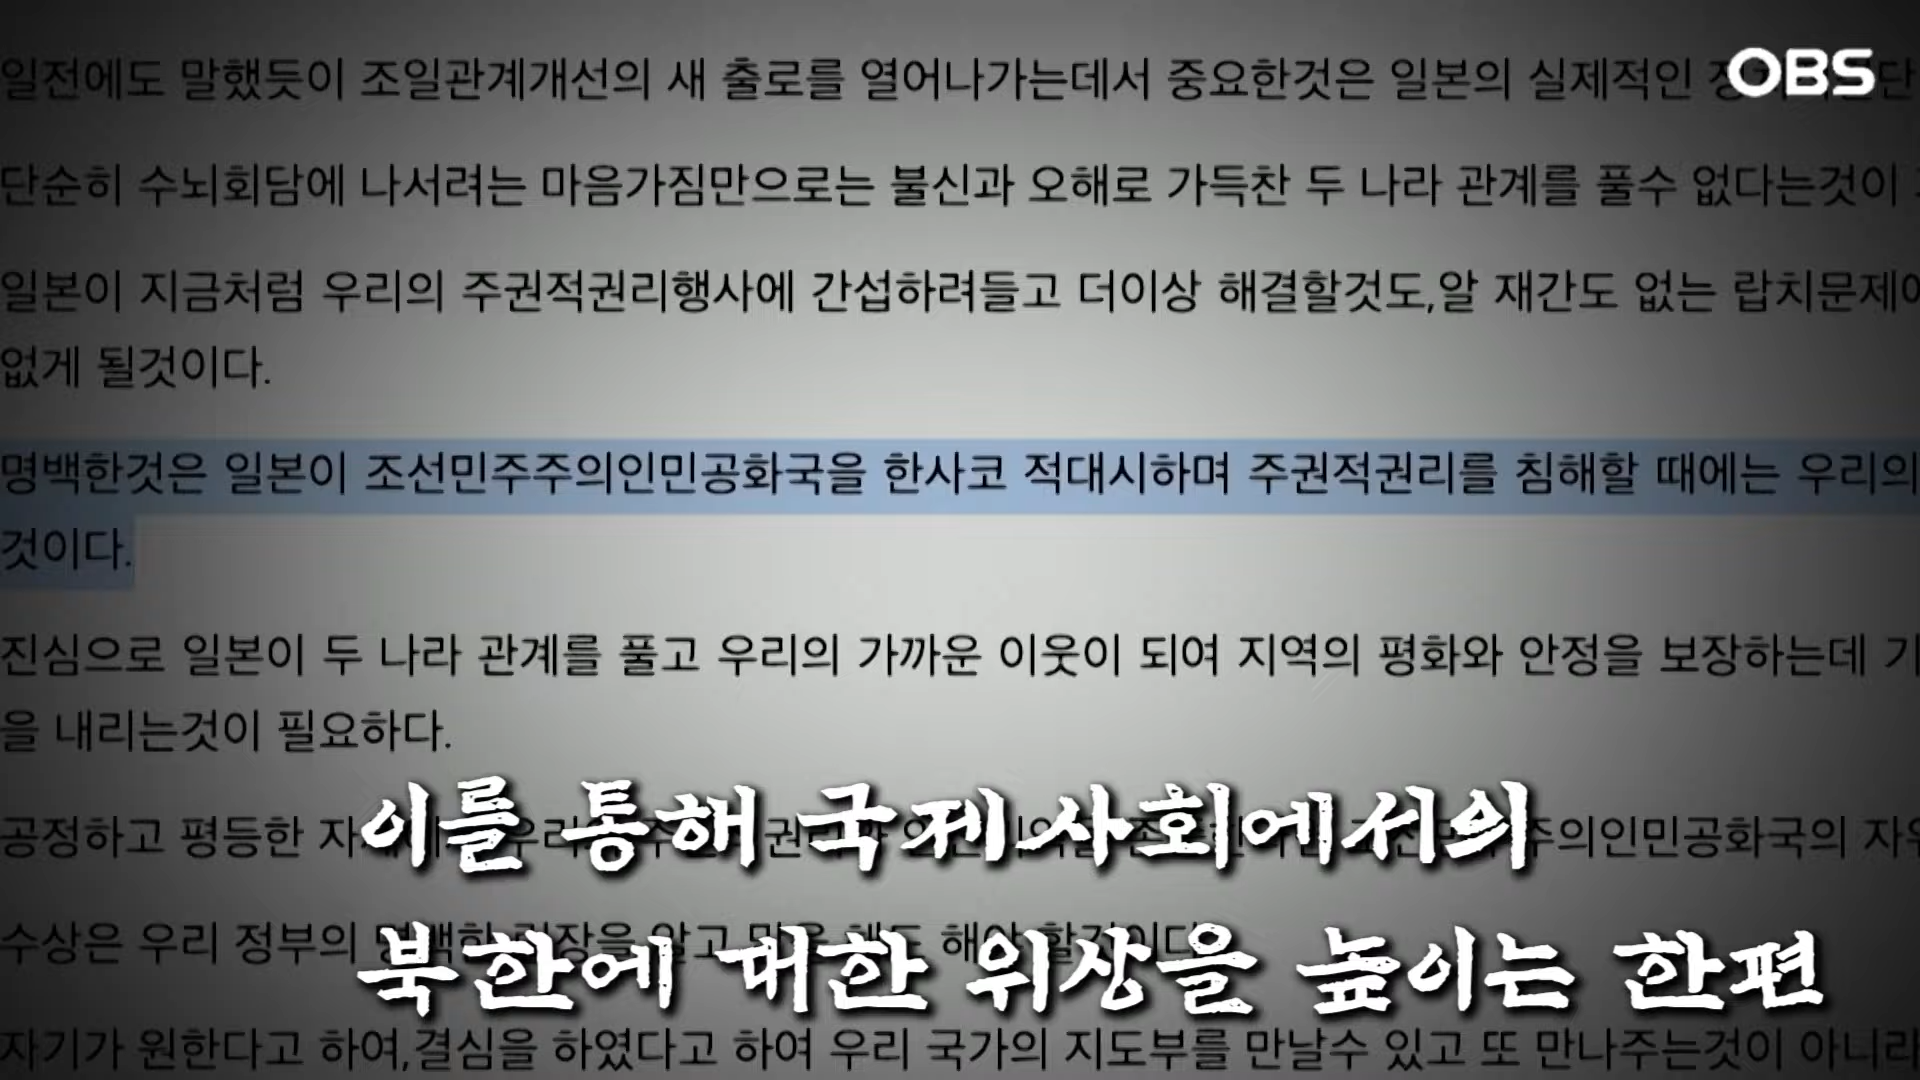 OBS
일전에도 말했듯이 조일관계개선의 새 출로를 열어나가는데서 중요한것은 일본의 실제적인
단순히 수뇌회담에 나서려는 마음가짐만으로는 불신과 오해로 가득찬 두 나라 관계를 풀수 없다는것이
일본이 지금처럼 우리의 주권적권리행사에 간섭하려들고 더이상 해결할것도,알 재간도 없는 랍치문제에
없게 될것이다.
명백한것은 일본이 조선민주주의인민공화국을 한사코 적대시하며 주권적권리를 침해할 때에는 우리의
것이다.
진심으로 일본이 두 나라 관계를 풀고 우리의 가까운 이웃이 되여 지역의 평화와 안정을 보장하는데 기
을 내리는것이 필요하다.
공정하고 평등한 주의인민공화국의
수상은 우리 정부의 알고 해야 할것이다.
자기가 원한다고 하여,결심을 하였다고 하여 우리 국가의 지도부를 만날수 있고 또 만나주는것이 아니라
이를 통해 국제사회에서의
북한에 대한 위상을 높이는 한편